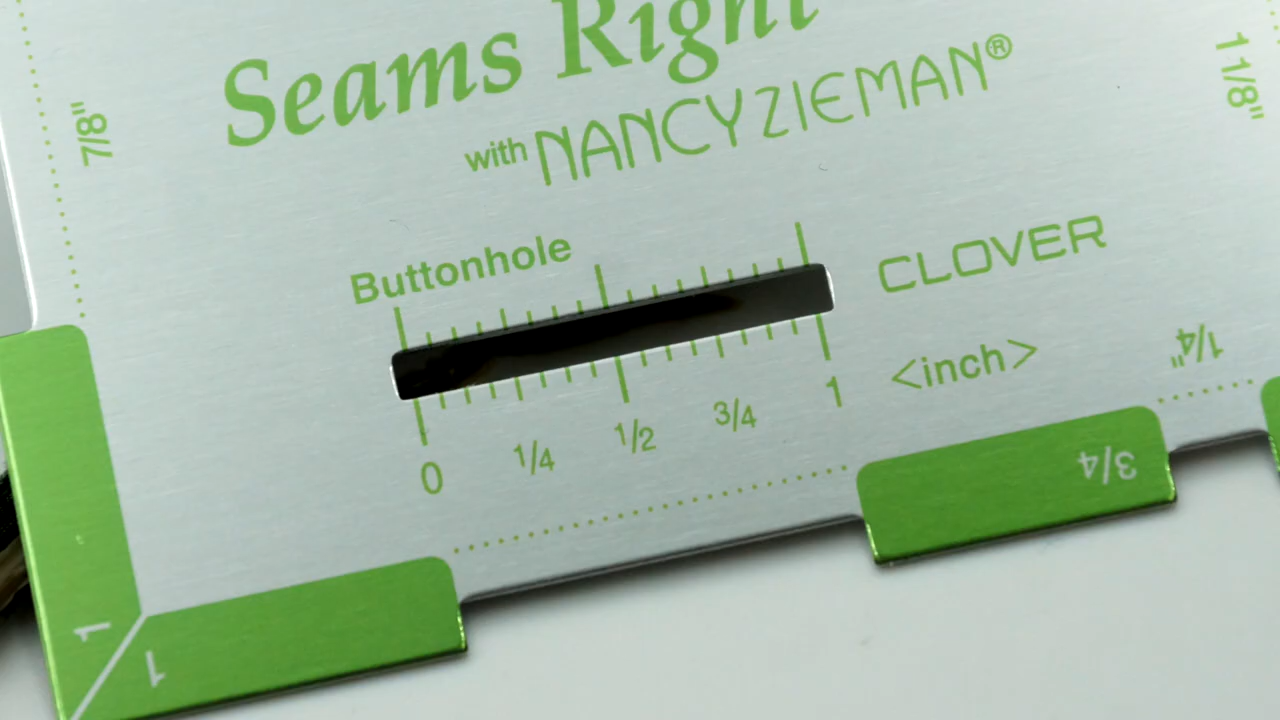 Seams Right
with NANCY ZIEMAN®
7/8"
1 1/8"
Buttonhole
CLOVER
<inch>
0 1/4 1/2 3/4 1
1/4"
3/4
1
1